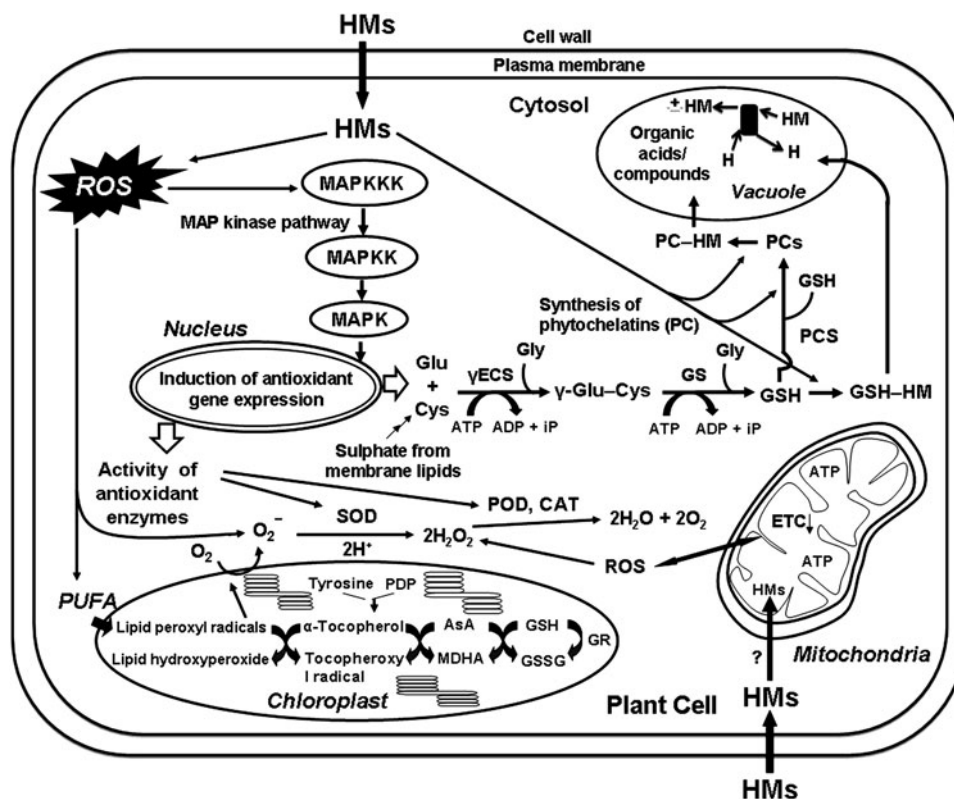 HMs
Cell wall
Plasma membrane
Cytosol
HMs
± HM
HM
H
H
Organic
acids/
compounds
Vacuole
ROS
MAPKKK
MAP kinase pathway
MAPKK
MAPK
PC–HM
PCs
GSH
PCS
Synthesis of
phytochelatins (PC)
Nucleus
Induction of antioxidant
gene expression
Glu
+
Cys
Sulphate from
membrane lipids
γECS
Gly
ATP
ADP + iP
γ-Glu–Cys
GS
Gly
ATP
ADP + iP
GSH
GSH–HM
Activity of
antioxidant
enzymes
O2
O2–
SOD
2H+
2H2O2
POD, CAT
2H2O + 2O2
ROS
ATP
ETC
ATP
HMs
Mitochondria
?
PUFA
Tyrosine
PDP
Lipid peroxyl radicals
α-Tocopherol
AsA
GSH
GR
Lipid hydroxyperoxide
Tocopheroxy
l radical
MDHA
GSSG
Chloroplast
Plant Cell
HMs
HMs